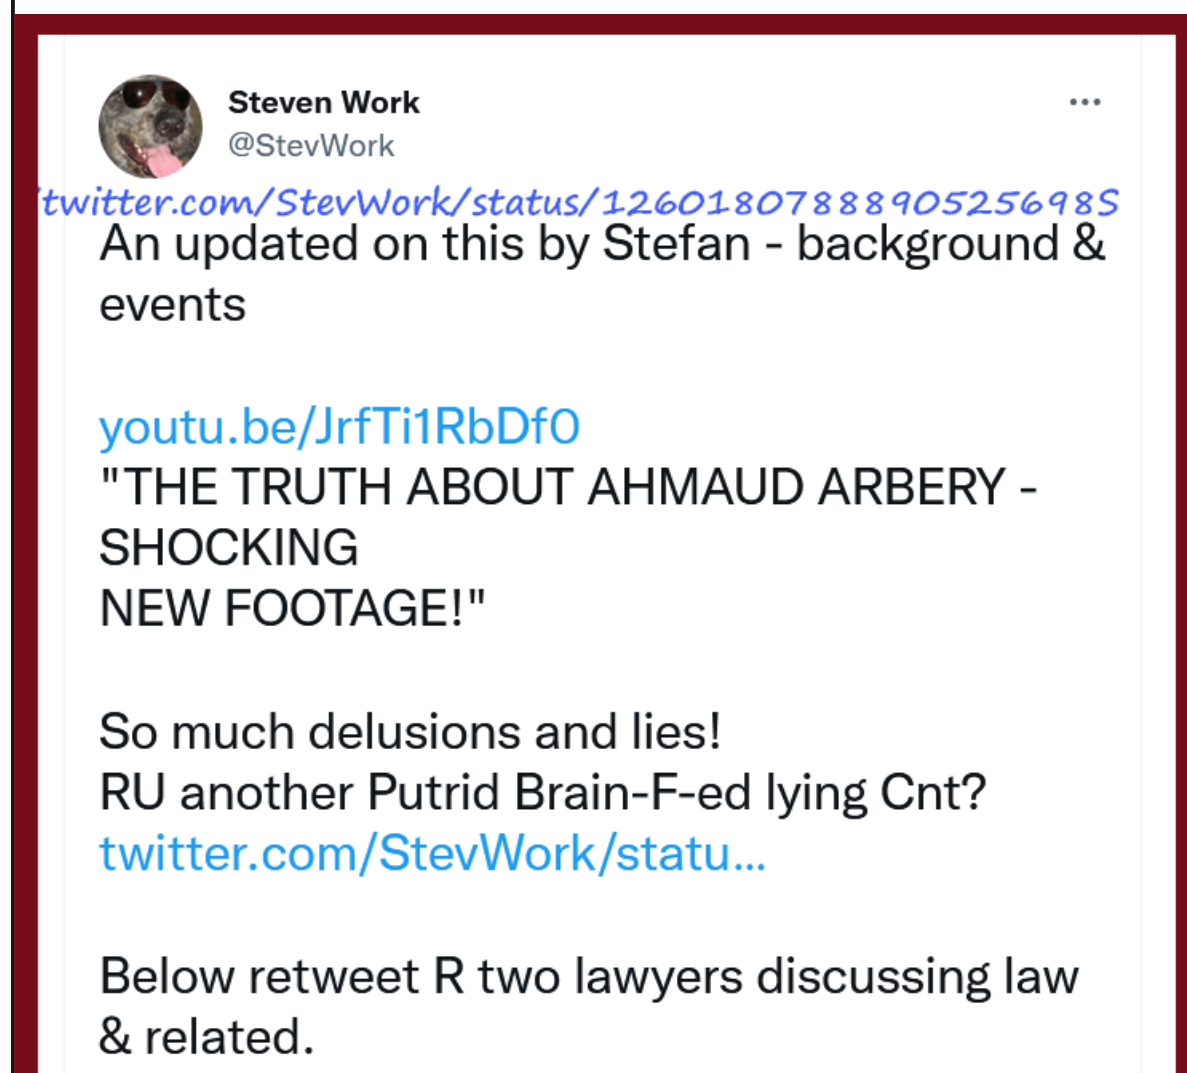 Steven Work
@StevWork
twitter.com/StevWork/status/1260180788890525698S
An updated on this by Stefan - background &
events
youtu.be/JrfTi1RbDf0
"THE TRUTH ABOUT AHMAUD ARBERY -
SHOCKING
NEW FOOTAGE!"
So much delusions and lies!
RU another Putrid Brain-F-ed lying Cnt?
twitter.com/StevWork/statu...
Below retweet R two lawyers discussing law
& related.